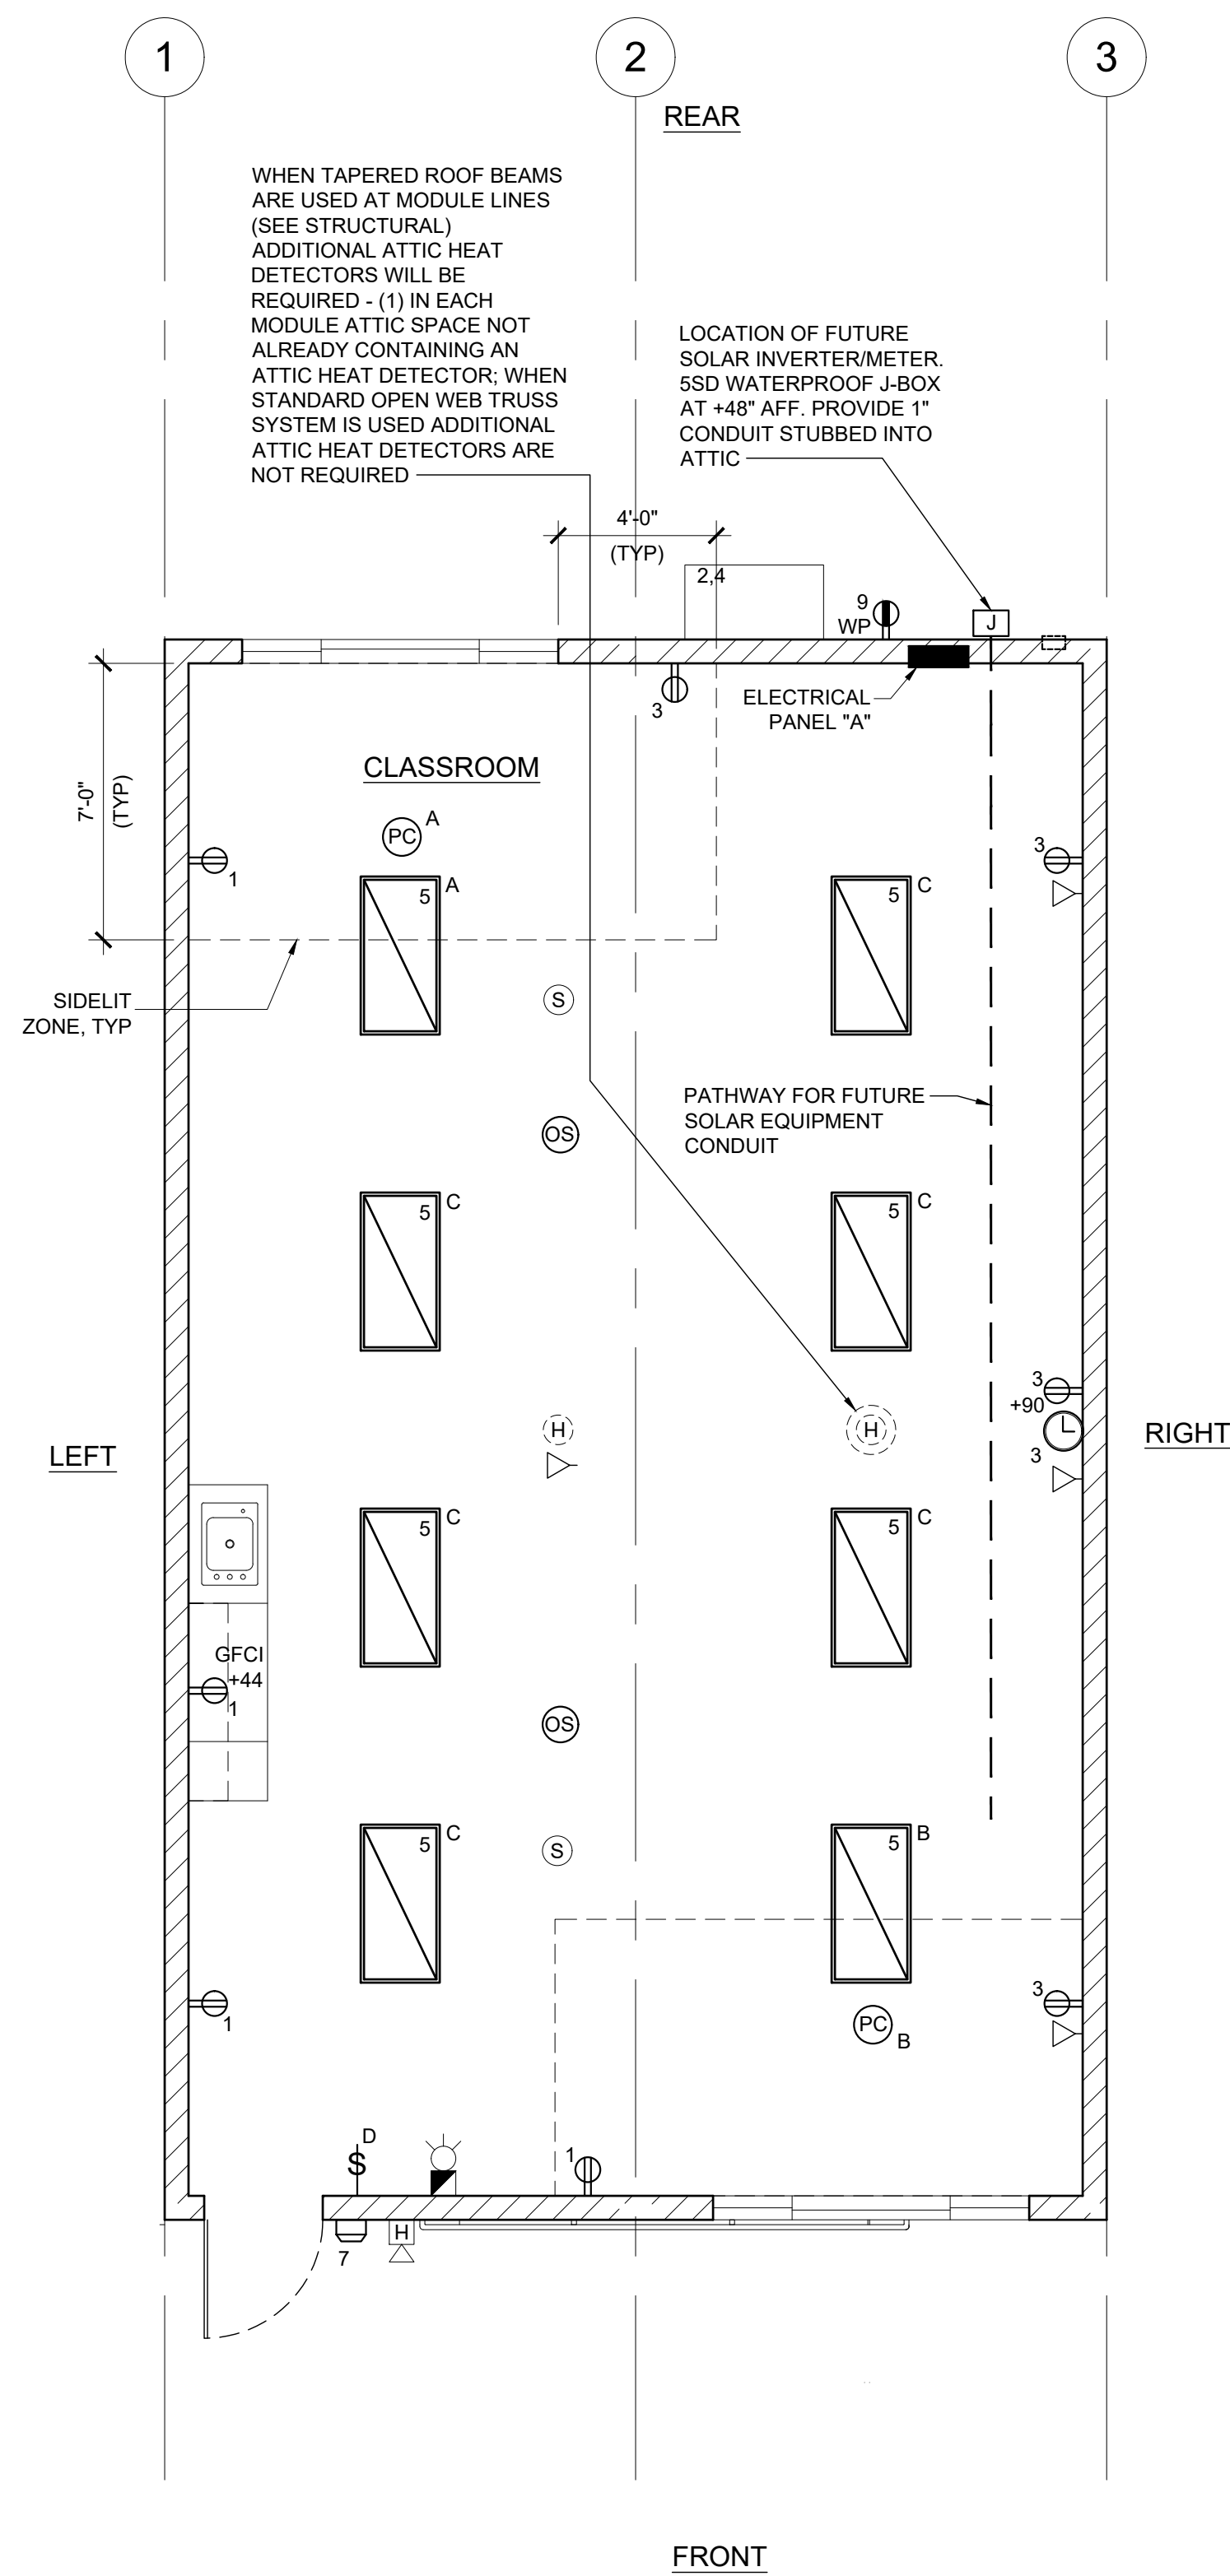 1
2
3
REAR
WHEN TAPERED ROOF BEAMS
ARE USED AT MODULE LINES
(SEE STRUCTURAL)
ADDITIONAL ATTIC HEAT
DETECTORS WILL BE
REQUIRED - (1) IN EACH
MODULE ATTIC SPACE NOT
ALREADY CONTAINING AN
ATTIC HEAT DETECTOR; WHEN
STANDARD OPEN WEB TRUSS
SYSTEM IS USED ADDITIONAL
ATTIC HEAT DETECTORS ARE
NOT REQUIRED
LOCATION OF FUTURE
SOLAR INVERTER/METER.
5SD WATERPROOF J-BOX
AT +48" AFF. PROVIDE 1"
CONDUIT STUBBED INTO
ATTIC
4'-0"
(TYP)
2,4
9
WP
J
3
ELECTRICAL
PANEL "A"
7'-0"
(TYP)
CLASSROOM
PC
A
1
3
5
A
5
C
SIDELIT
ZONE, TYP
S
PATHWAY FOR FUTURE
SOLAR EQUIPMENT
CONDUIT
OS
5
C
5
C
3
+90
3
H
H
LEFT
RIGHT
5
C
5
C
GFCI
+44
1
OS
5
C
5
B
S
1
3
PC
B
D
S
1
H
7
FRONT